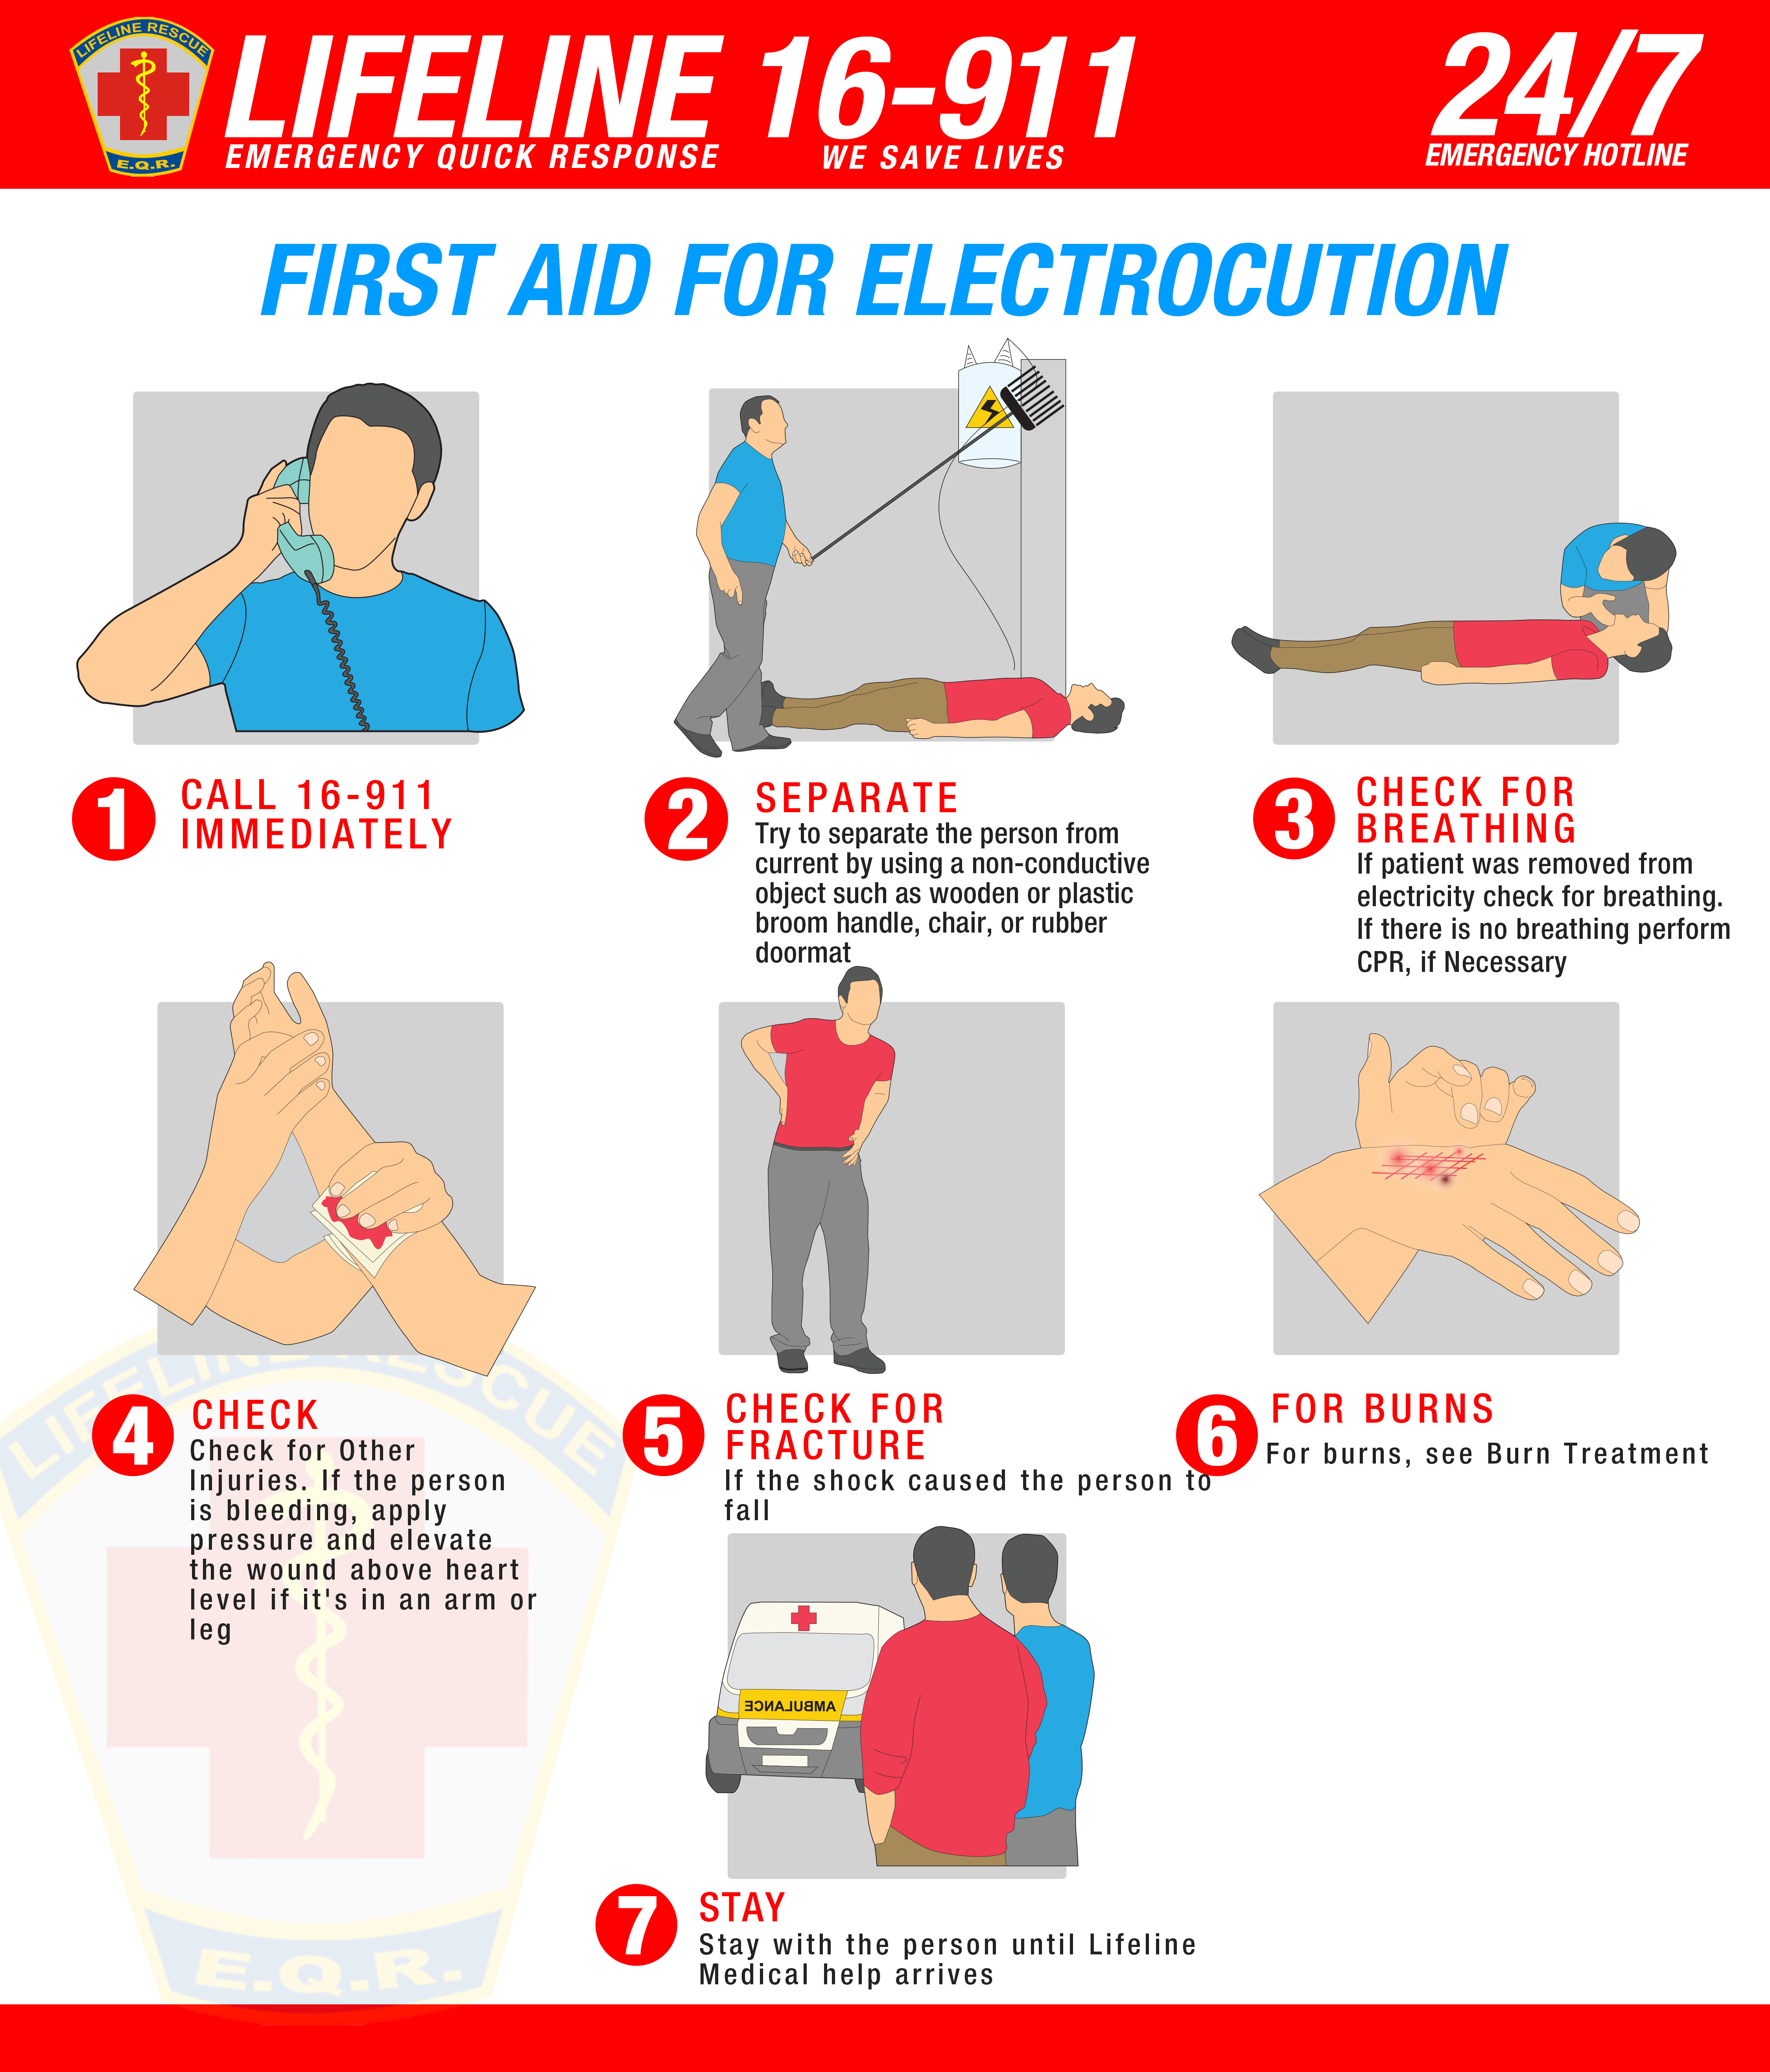 LIFELINE RESCUE
E.Q.R.
LIFELINE 16-911
EMERGENCY QUICK RESPONSE
WE SAVE LIVES
24/7
EMERGENCY HOTLINE
FIRST AID FOR ELECTROCUTION
1
CALL 16-911
IMMEDIATELY
2
SEPARATE
Try to separate the person from
current by using a non-conductive
object such as wooden or plastic
broom handle, chair, or rubber
doormat
3
CHECK FOR
BREATHING
If patient was removed from
electricity check for breathing.
If there is no breathing perform
CPR, if Necessary
4
CHECK
Check for Other
Injuries. If the person
is bleeding, apply
pressure and elevate
the wound above heart
level if it's in an arm or
leg
5
CHECK FOR
FRACTURE
If the shock caused the person to
fall
6
FOR BURNS
For burns, see Burn Treatment
AMBULANCE
7
STAY
Stay with the person until Lifeline
Medical help arrives
LIFELINE RESCUE
E.Q.R.